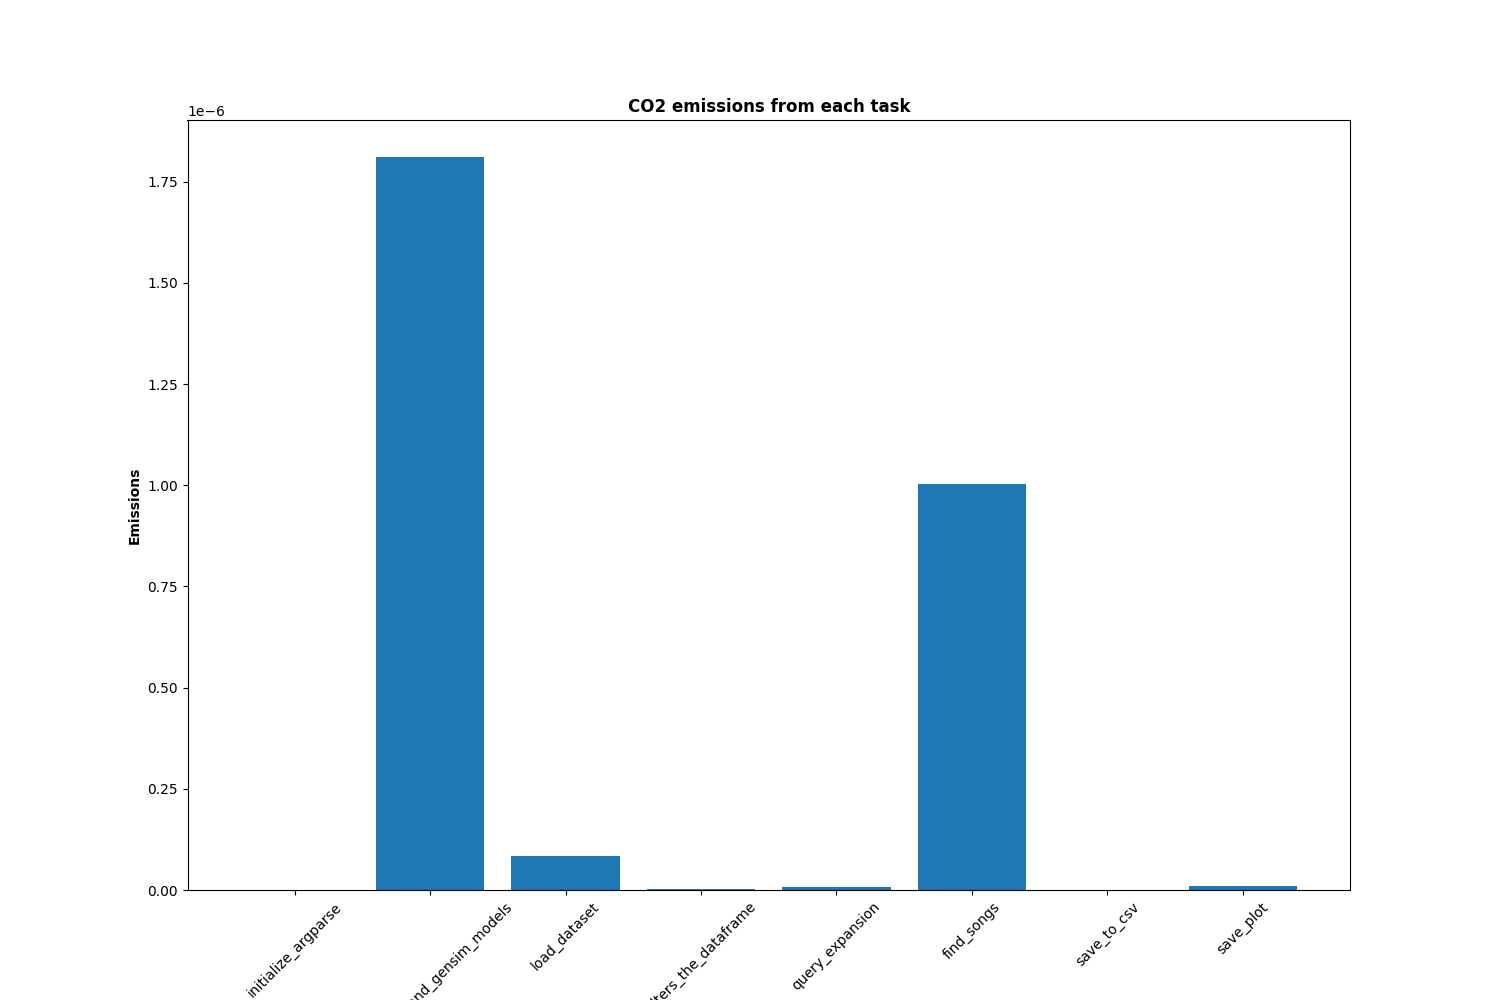 CO2 emissions from each task
1e−6
1.75
1.50
1.25
1.00
0.75
0.50
0.25
0.00
Emissions
initialize_argparse
nd_gensim_models
load_dataset
ters_the_dataframe
query_expansion
find_songs
save_to_csv
save_plot